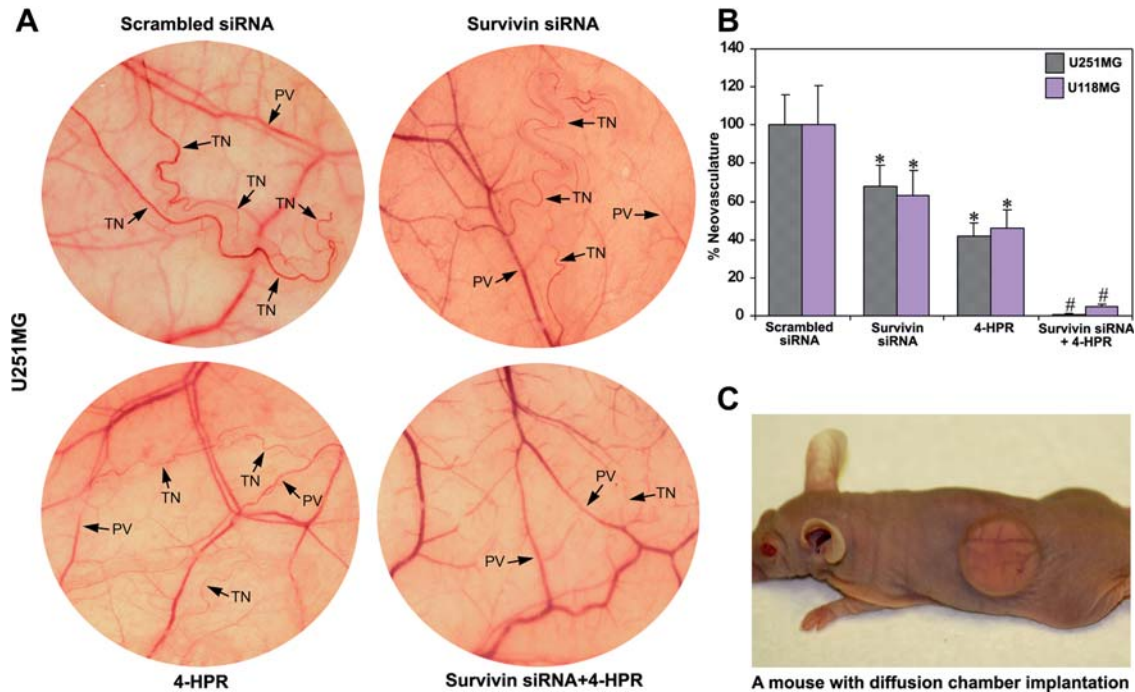 A
Scrambled siRNA
Survivin siRNA
PV
TN
TN
TN
TN
TN
TN
TN
PV
TN
PV
U251MG
TN
TN
PV
PV
TN
PV
TN
PV
4-HPR
Survivin siRNA+4-HPR
B
140
120
100
80
60
40
20
0
% Neovasculature
U251MG
U118MG
* *
* *
# #
Scrambled siRNA
Survivin siRNA
4-HPR
Survivin siRNA + 4-HPR
C
A mouse with diffusion chamber implantation